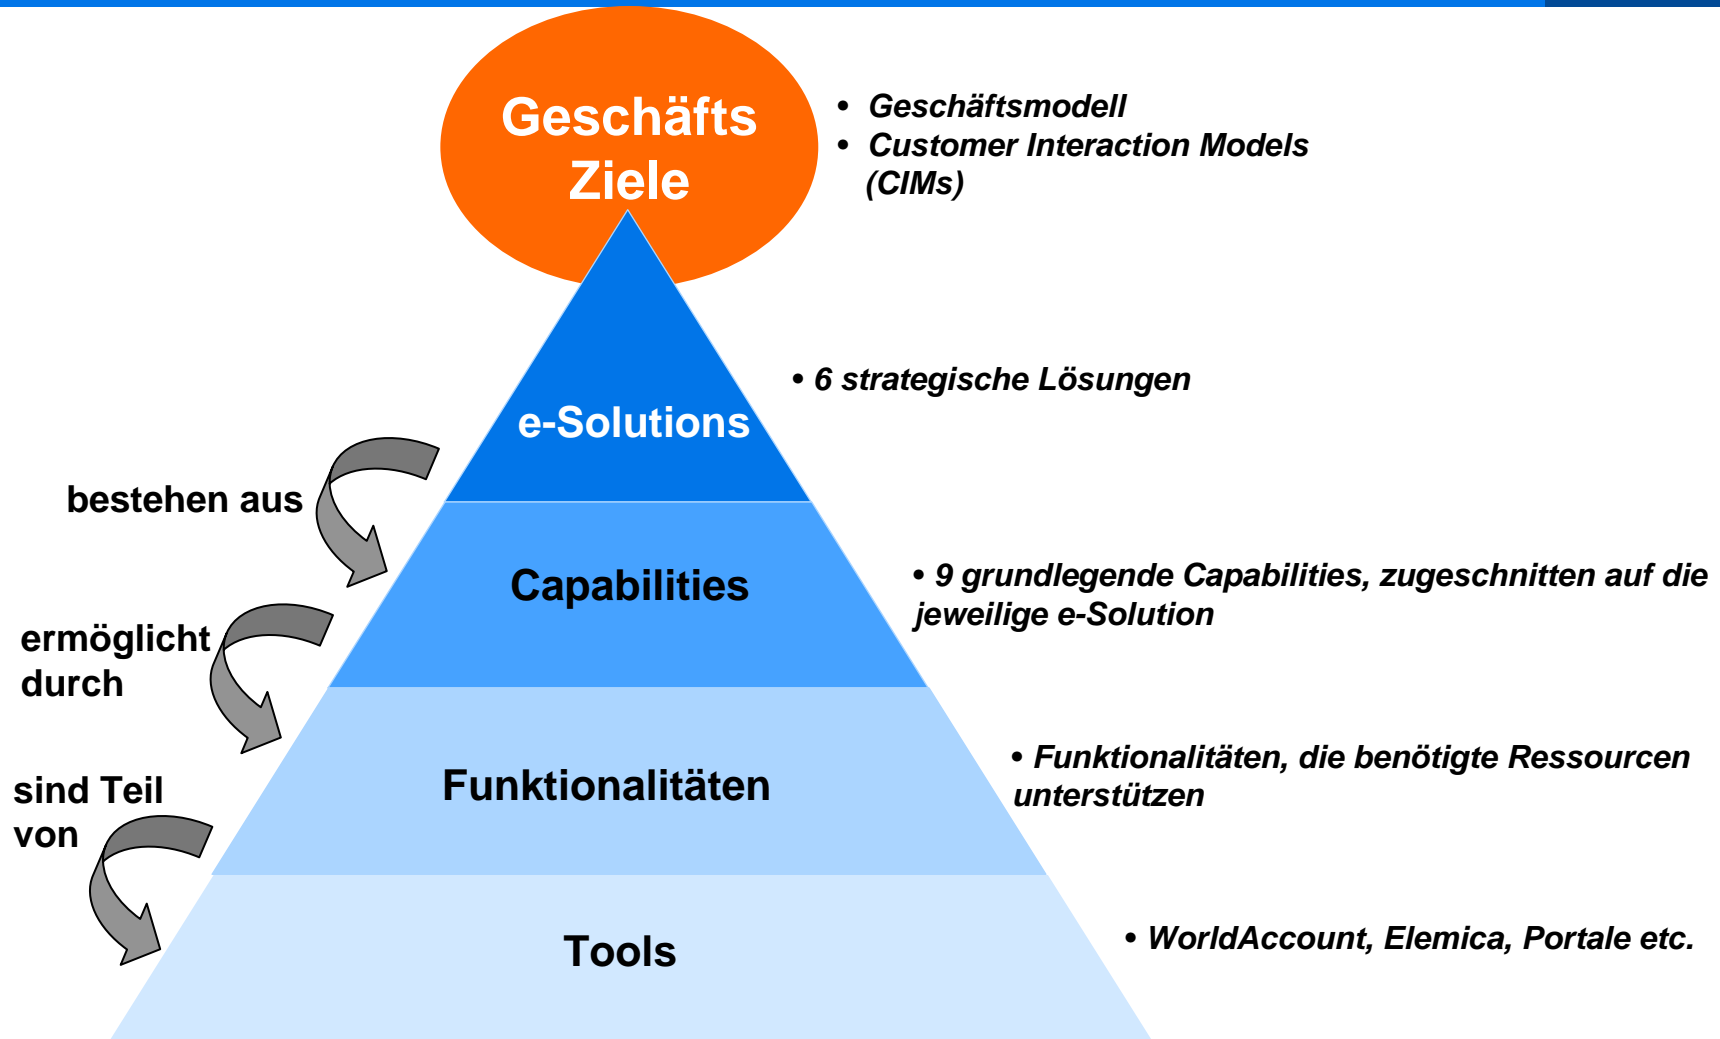 Geschäfts
Ziele
• Geschäftsmodell
• Customer Interaction Models
(CIMs)
• 6 strategische Lösungen
e-Solutions
bestehen aus
Capabilities
• 9 grundlegende Capabilities, zugeschnitten auf die
jeweilige e-Solution
ermöglicht
durch
Funktionalitäten
• Funktionalitäten, die benötigte Ressourcen
unterstützen
sind Teil
von
Tools
• WorldAccount, Elemica, Portale etc.